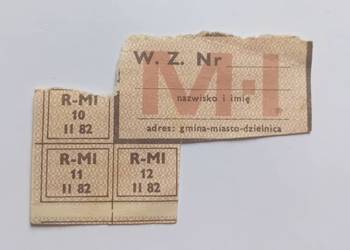 W. Z. Nr
M-I
nazwisko i imię
adres: gmina-miasto-dzielnica
R-MI
10
II 82
R-MI
11
II 82
R-MI
12
II 82